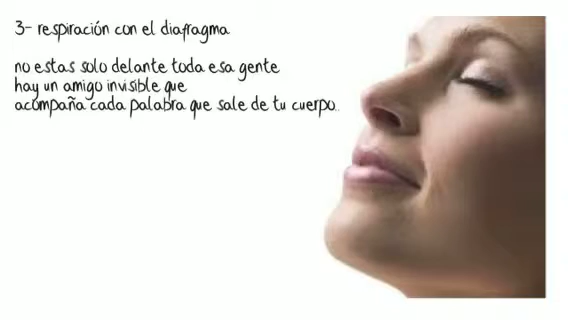 3- respiración con el diafragma
no estas solo delante toda esa gente
hay un amigo invisible que
acompaña cada palabra que sale de tu cuerpo.